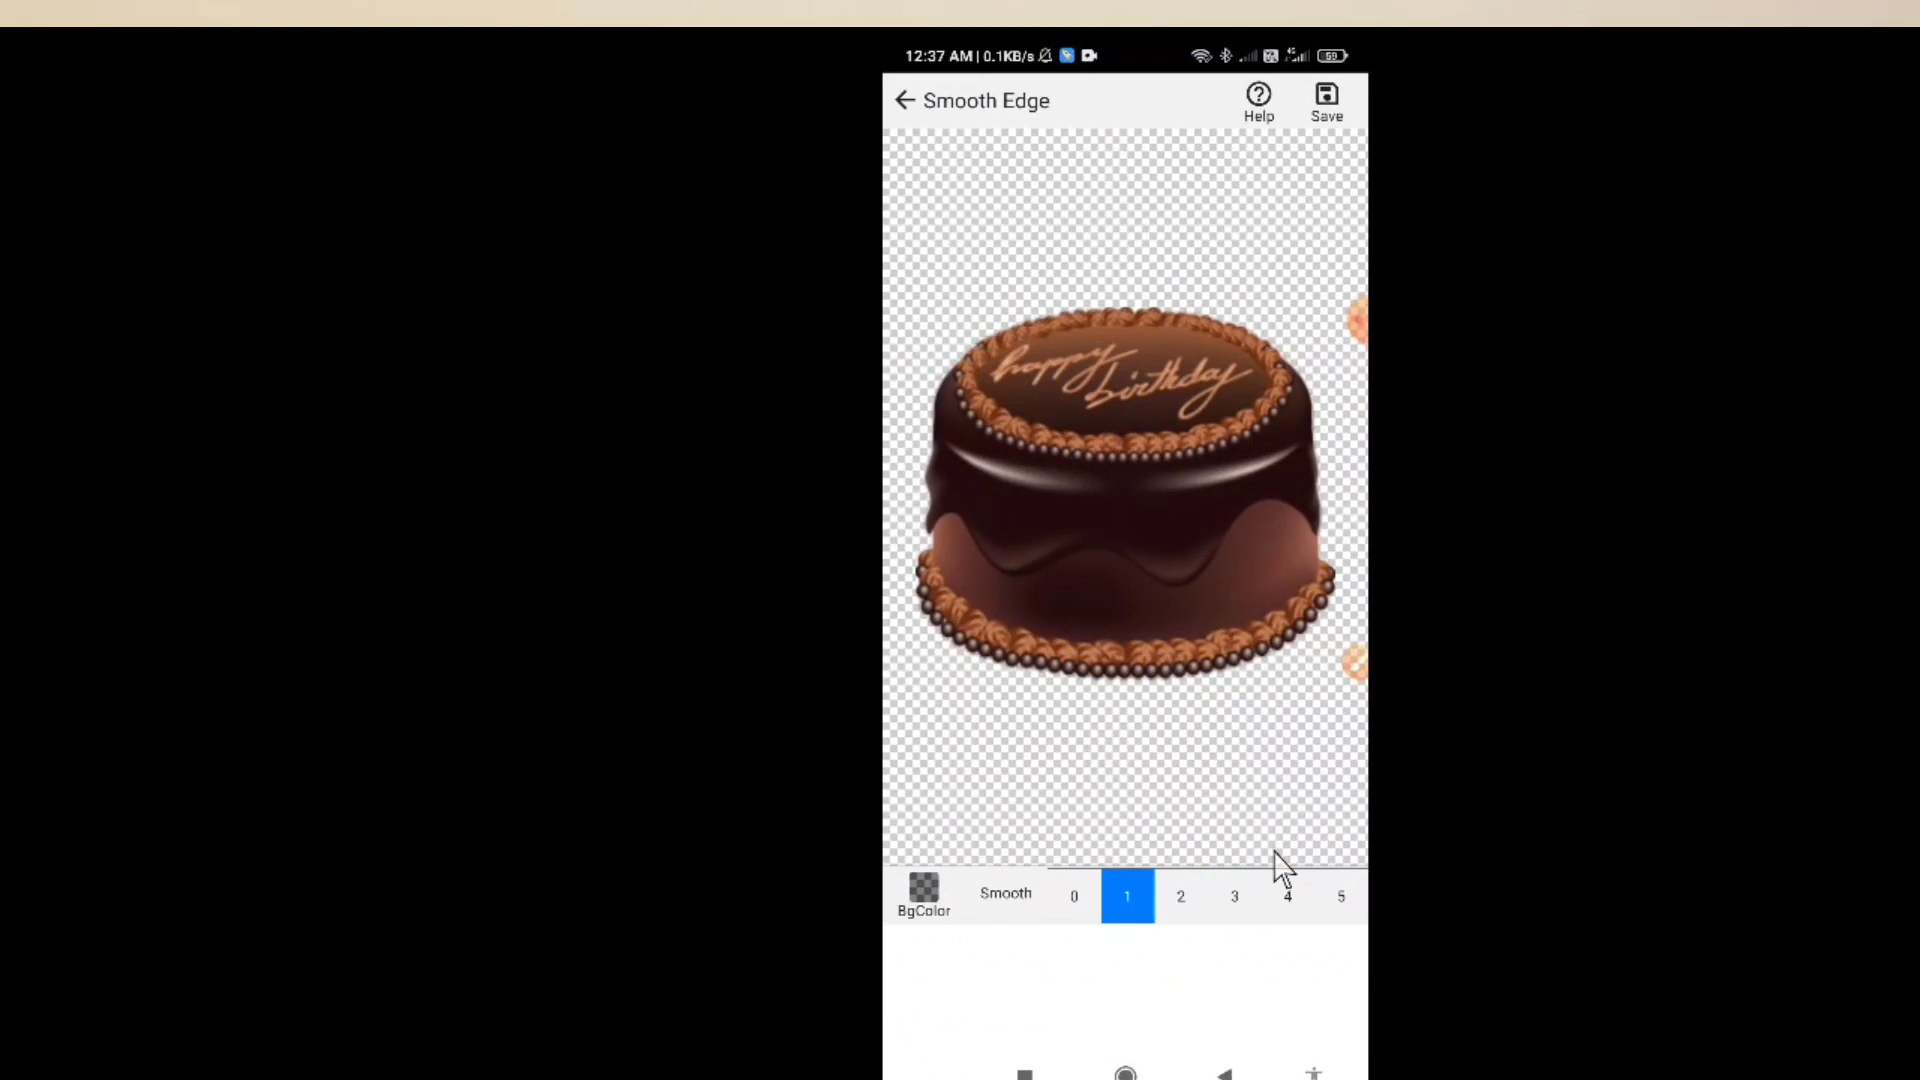 12:37 AM | 0.1KB/s
59
Smooth Edge
Help
Save
happy
birthday
BgColor
Smooth
0
1
2
3
4
5